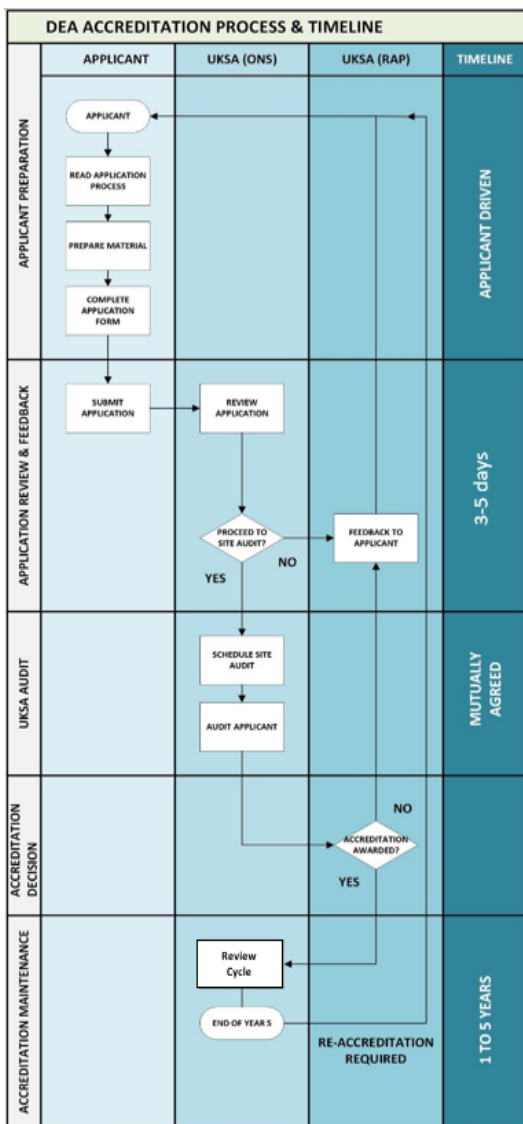 DEA ACCREDITATION PROCESS & TIMELINE
APPLICANT
UKSA (ONS)
UKSA (RAP)
TIMELINE
APPLICANT PREPARATION
APPLICANT
READ APPLICATION
PROCESS
PREPARE MATERIAL
COMPLETE
APPLICATION
FORM
APPLICANT DRIVEN
APPLICATION REVIEW & FEEDBACK
SUBMIT
APPLICATION
REVIEW
APPLICATION
PROCEED TO
SITE AUDIT?
NO
YES
FEEDBACK TO
APPLICANT
3-5 days
UKSA AUDIT
SCHEDULE SITE
AUDIT
AUDIT APPLICANT
MUTUALLY
AGREED
ACCREDITATION
DECISION
ACCREDITATION
AWARDED?
NO
YES
ACCREDITATION MAINTENANCE
Review
Cycle
END OF YEAR 5
RE-ACCREDITATION
REQUIRED
1 TO 5 YEARS